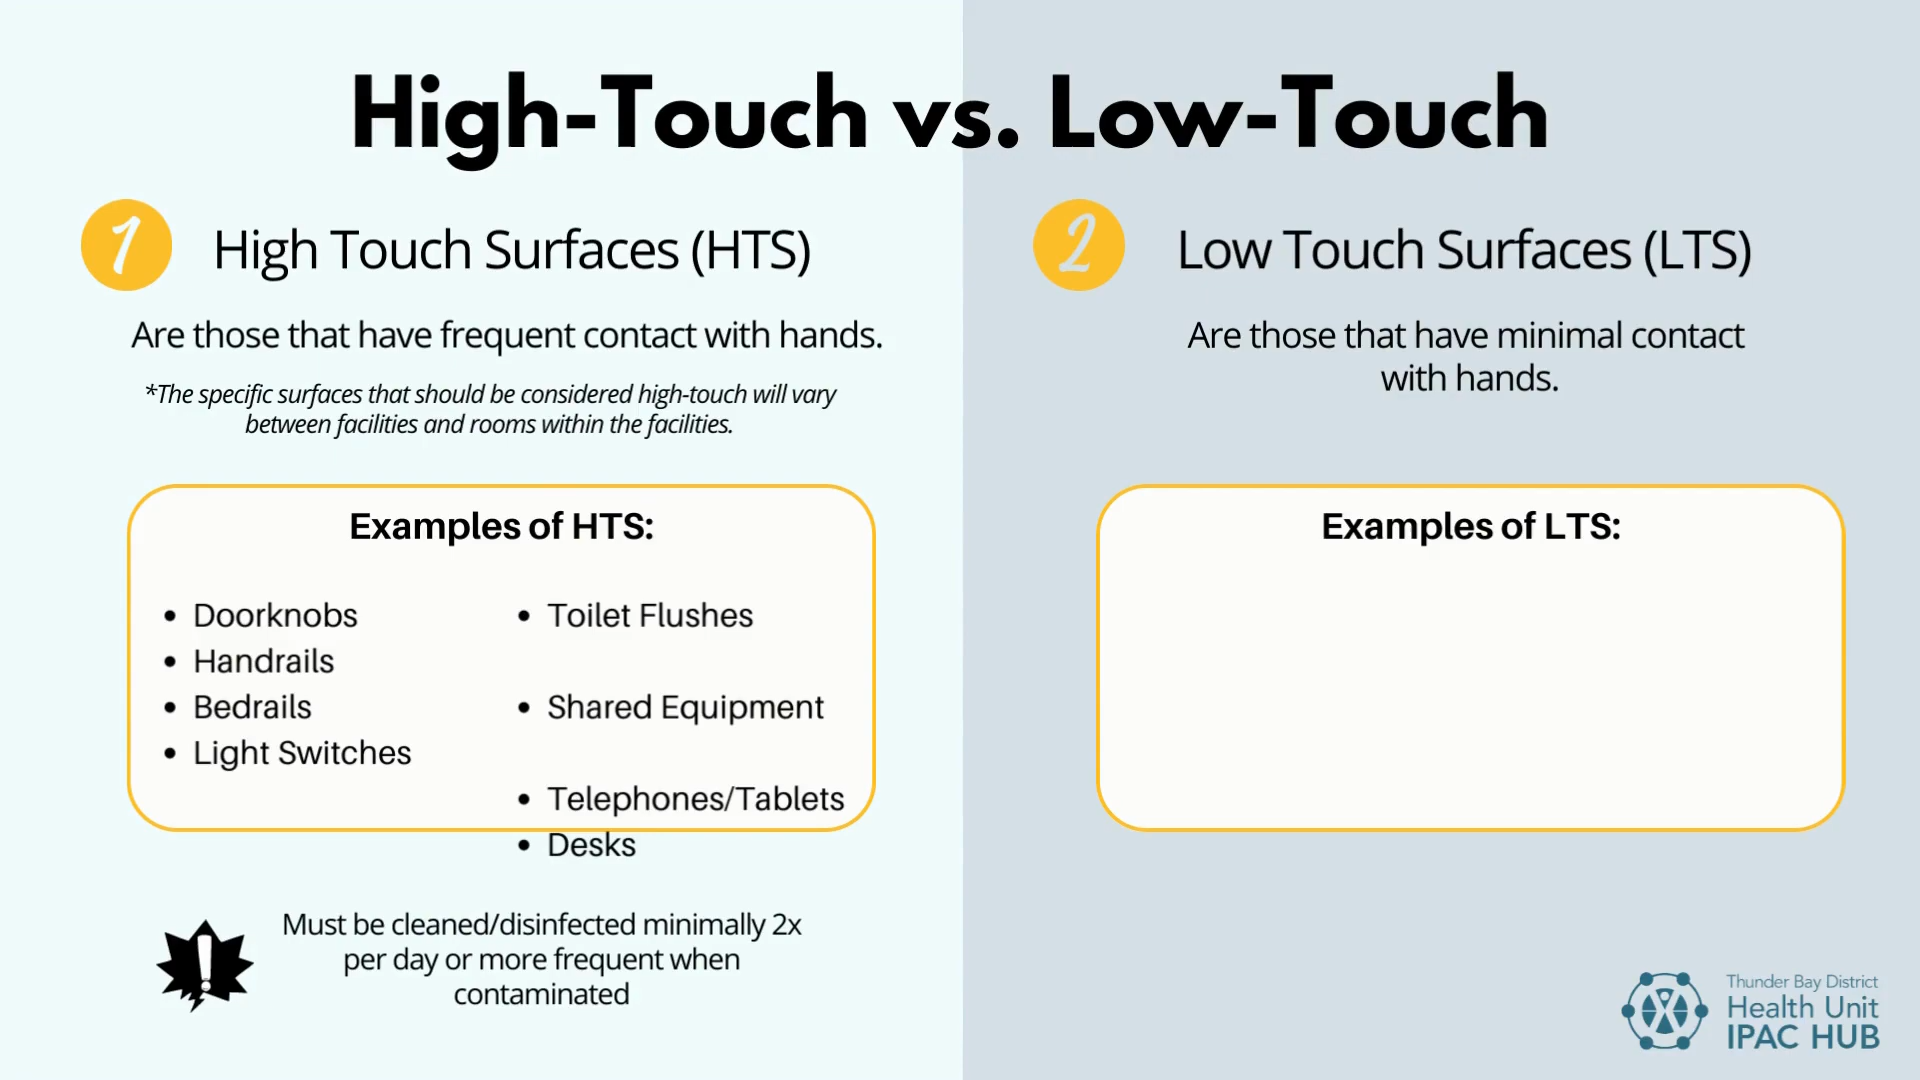 High-Touch vs. Low-Touch
1
High Touch Surfaces (HTS)
Are those that have frequent contact with hands.
*The specific surfaces that should be considered high-touch will vary
between facilities and rooms within the facilities.
Examples of HTS:
• Doorknobs
• Handrails
• Bedrails
• Light Switches
• Toilet Flushes
• Shared Equipment
• Telephones/Tablets
• Desks
!
Must be cleaned/disinfected minimally 2x
per day or more frequent when
contaminated
2
Low Touch Surfaces (LTS)
Are those that have minimal contact
with hands.
Examples of LTS:
Thunder Bay District
Health Unit
IPAC HUB